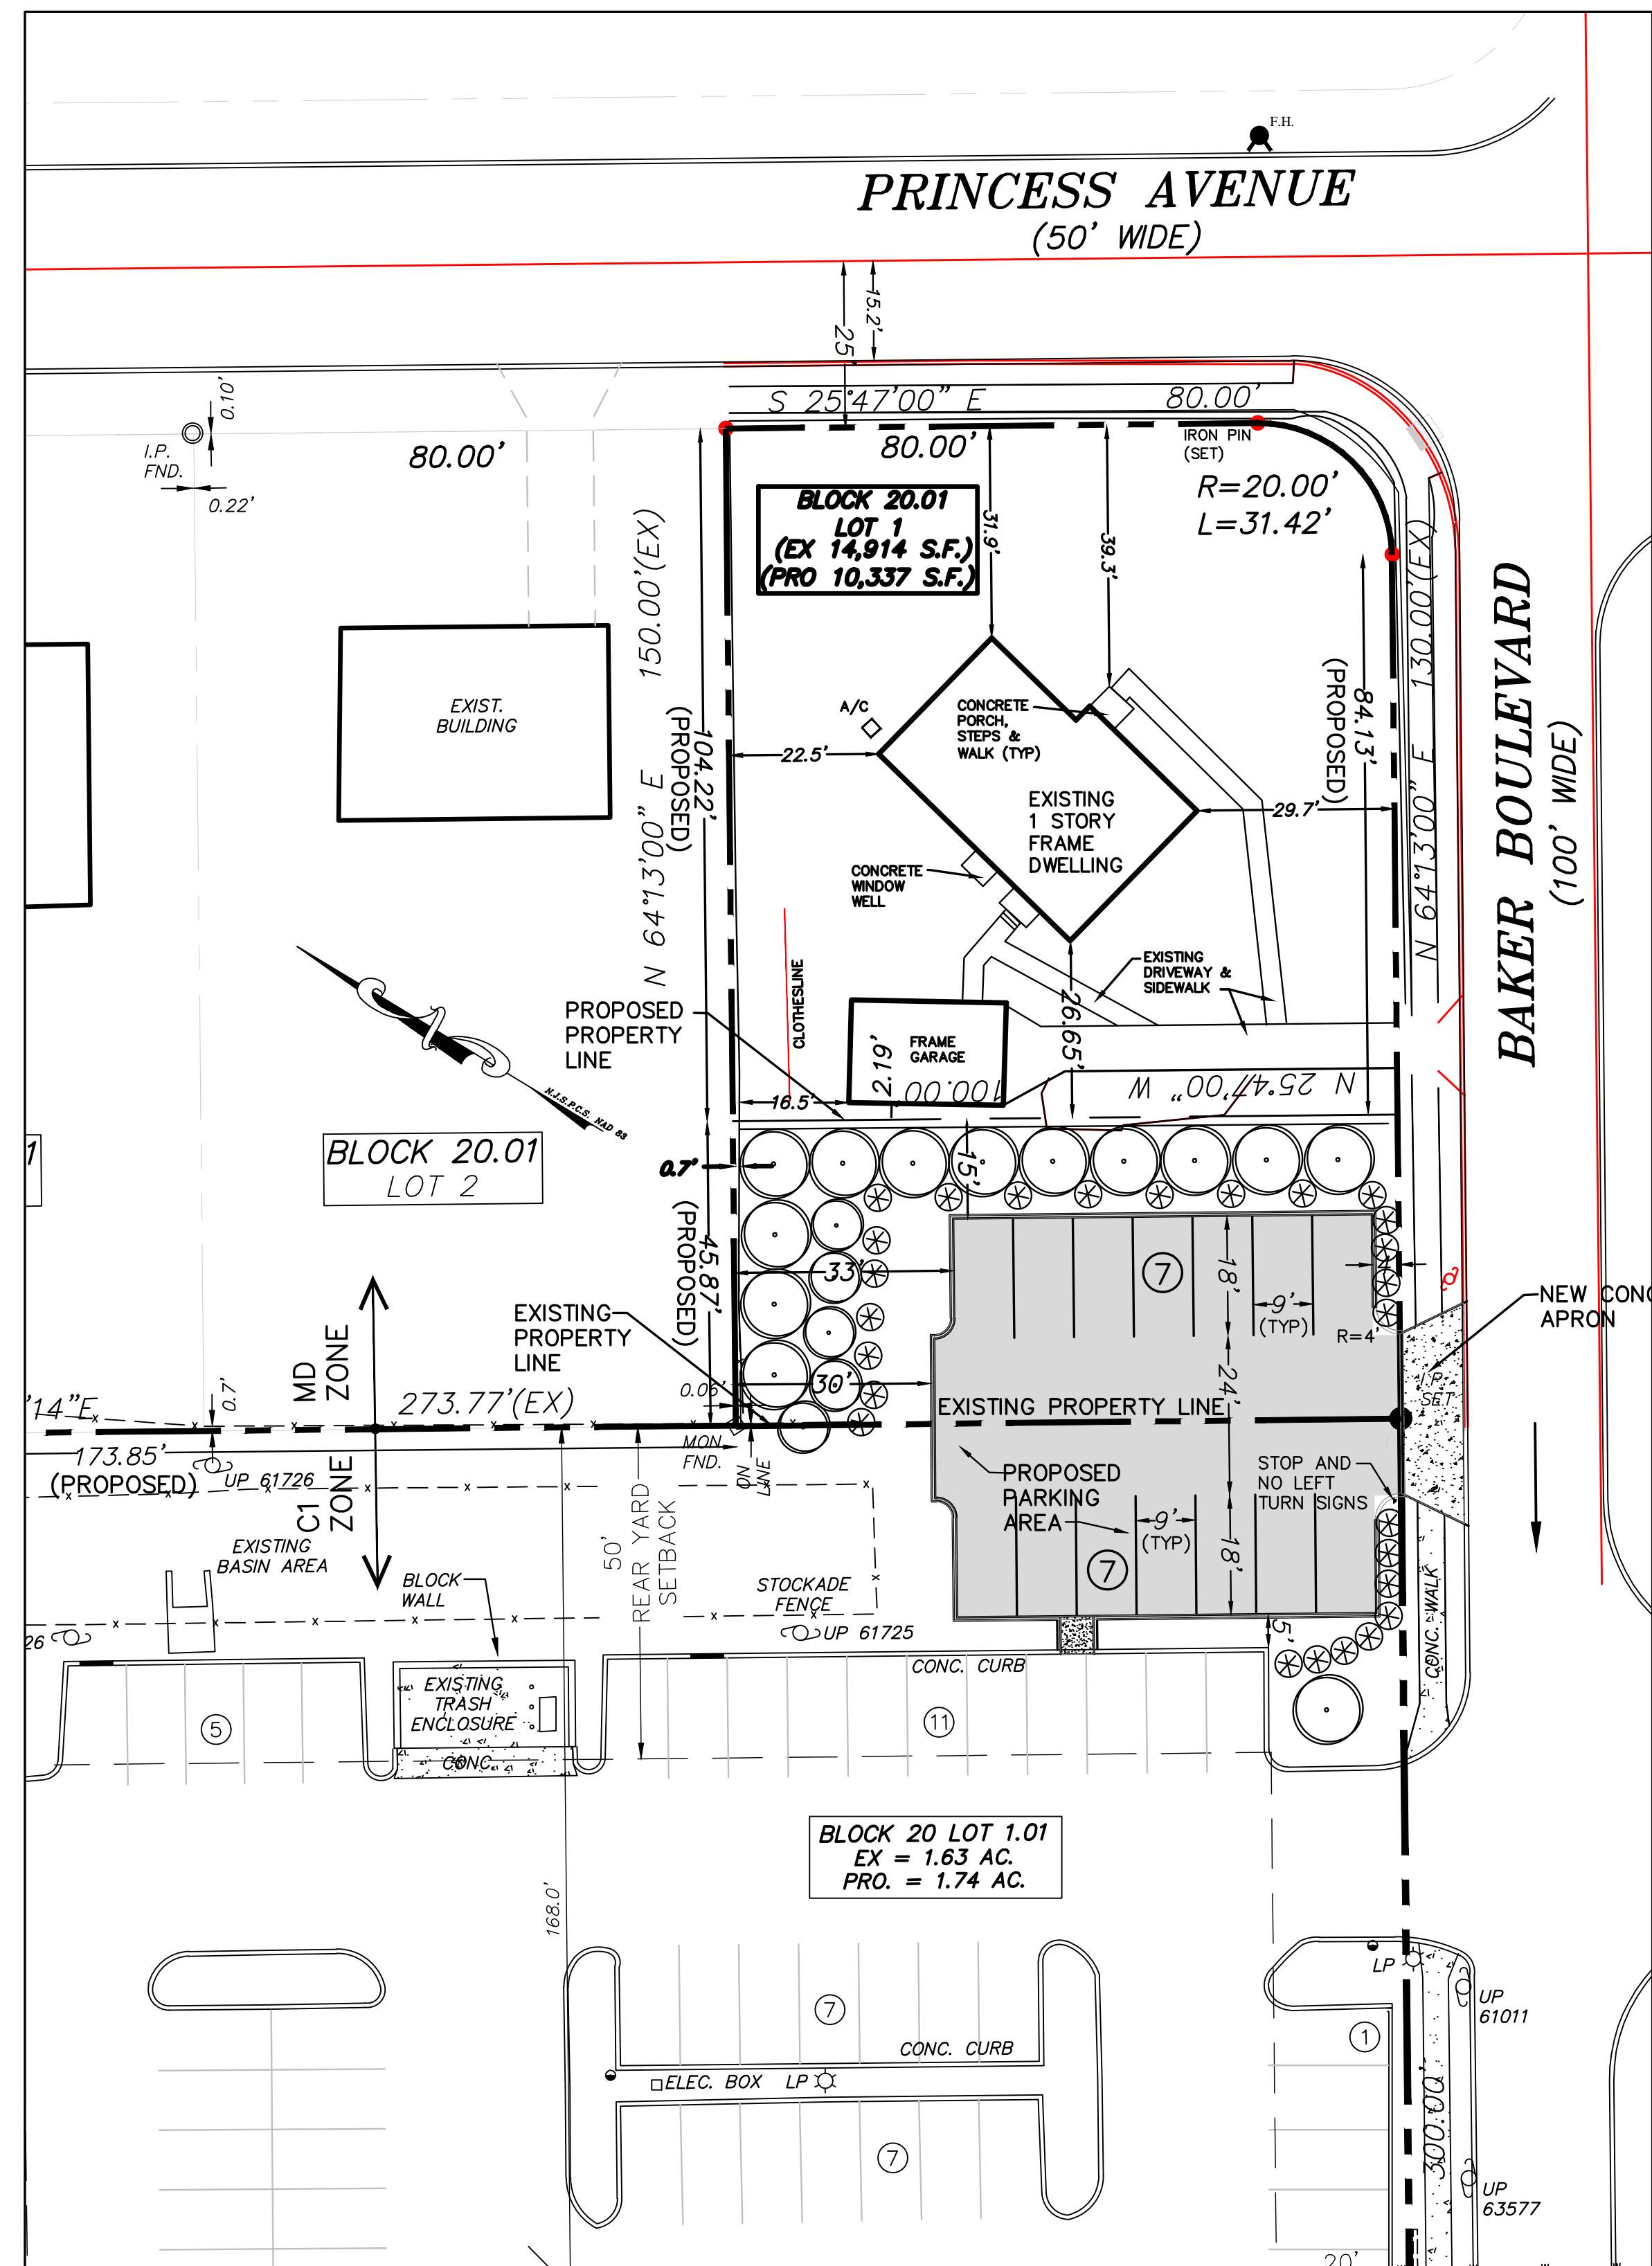 F.H.
PRINCESS AVENUE
(50' WIDE)
15.2'
25'
S 25°47'00" E
80.00'
0.10'
I.P.
FND.
0.22'
80.00'
80.00'
IRON PIN
(SET)
R=20.00'
L=31.42'
BLOCK 20.01
LOT 1
(EX 14,914 S.F.)
(PRO 10,337 S.F.)
31.9'
39.3'
N 64°13'00" E 150.00'(EX)
N 64°13'00" E 130.00'(EX)
BAKER BOULEVARD
(100' WIDE)
84.13'
(PROPOSED)
104.22'
(PROPOSED)
EXIST.
BUILDING
A/C
CONCRETE
PORCH,
STEPS &
WALK (TYP)
22.5'
29.7'
EXISTING
1 STORY
FRAME
DWELLING
CONCRETE
WINDOW
WELL
CLOTHESLINE
EXISTING
DRIVEWAY &
SIDEWALK
PROPOSED
PROPERTY
LINE
FRAME
GARAGE
2.19'
26.65'
16.5'
N 25°47'00" W
100.00'
N.J.S.P.C.S. NAD 83
1
BLOCK 20.01
LOT 2
0.7'
15'
45.87'
(PROPOSED)
33'
7
18'
9'
(TYP)
R=4'
NEW CONC
APRON
EXISTING
PROPERTY
LINE
MD
ZONE
C1
ZONE
0.7'
0.06'
30'
24'
I.P.
SET
'14"E
273.77'(EX)
EXISTING PROPERTY LINE
173.85'
(PROPOSED)
UP 61726
MON
FND.
ON
LINE
PROPOSED
PARKING
AREA
STOP AND
NO LEFT
TURN SIGNS
9'
(TYP)
7
18'
EXISTING
BASIN AREA
BLOCK
WALL
50'
REAR YARD
SETBACK
STOCKADE
FENCE
UP 61725
26
5'
CONC. WALK
CONC. CURB
EXISTING
TRASH
ENCLOSURE
CONC.
5
11
168.0'
BLOCK 20 LOT 1.01
EX = 1.63 AC.
PRO. = 1.74 AC.
LP
UP
61011
7
1
CONC. CURB
ELEC. BOX
LP
7
300.00'
UP
63577
20'